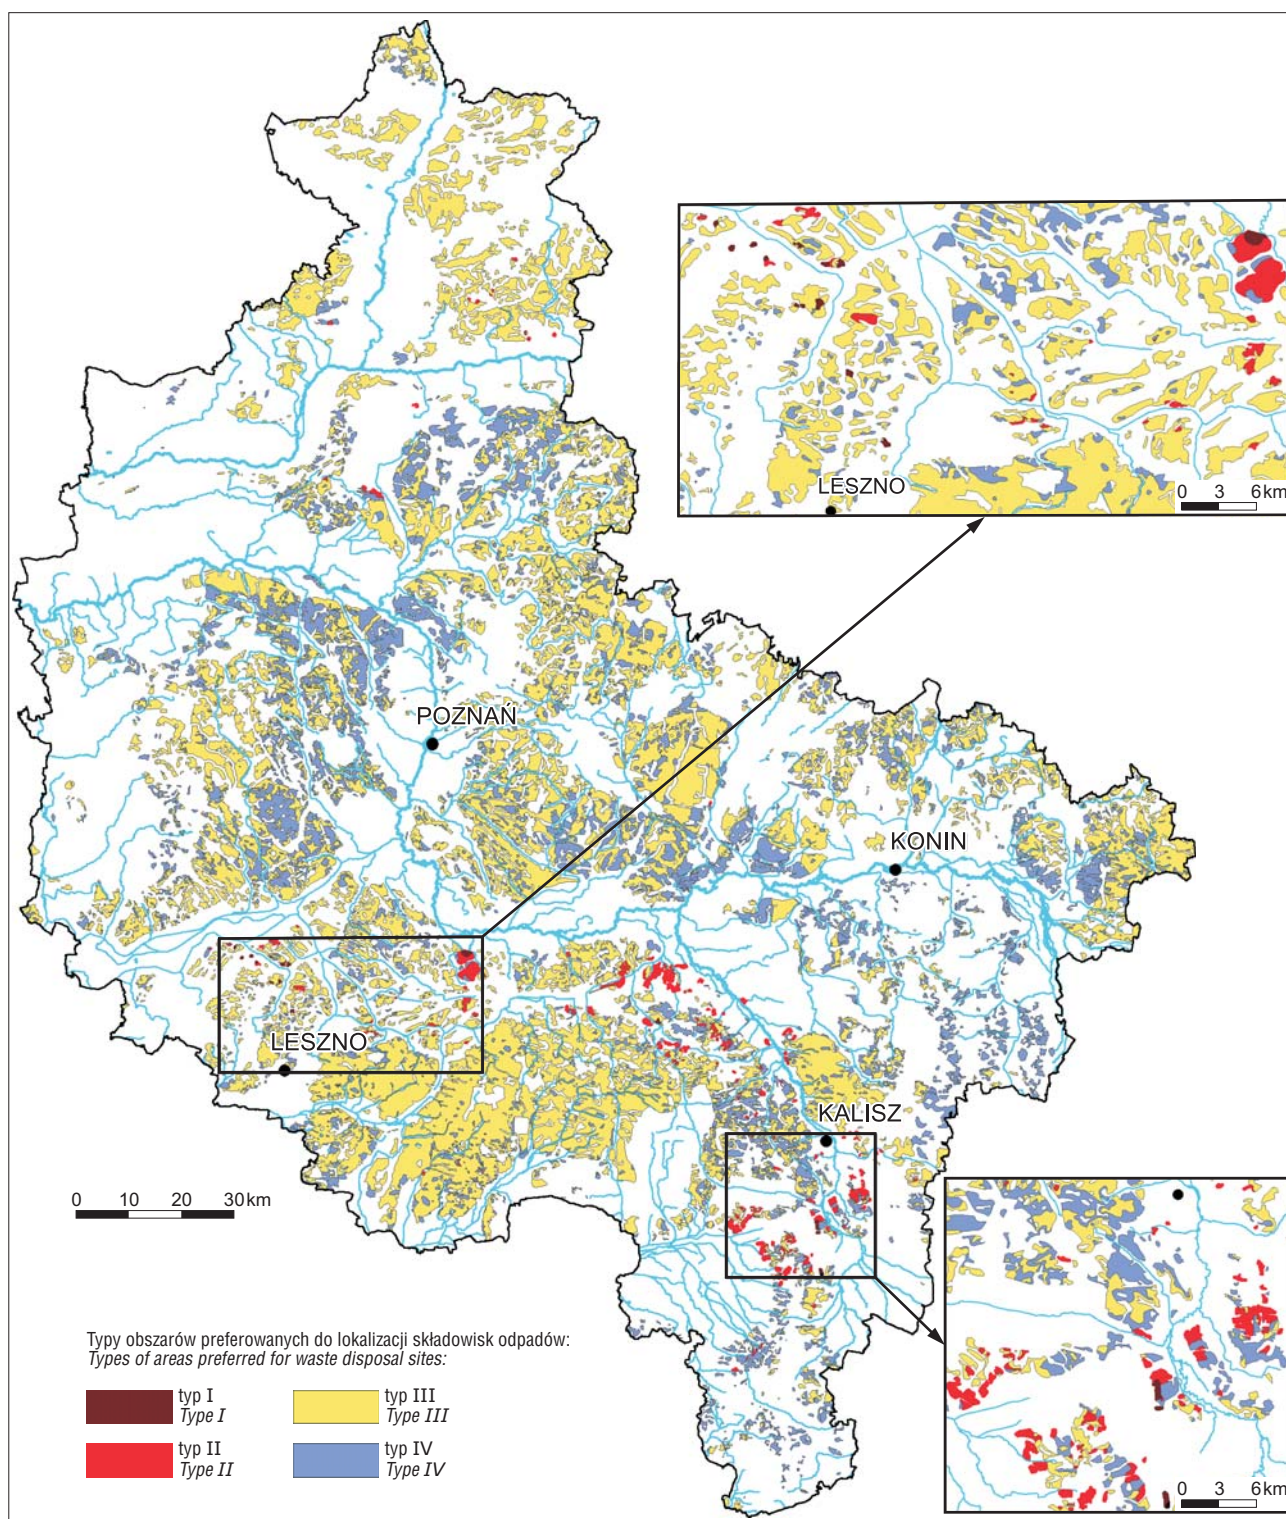 LESZNO
0 3 6 km
POZNAŃ
KONIN
LESZNO
KALISZ
0 10 20 30 km
Typy obszarów preferowanych do lokalizacji składowisk odpadów:
Types of areas preferred for waste disposal sites:
typ I
Type I
typ III
Type III
typ II
Type II
typ IV
Type IV
0 3 6 km